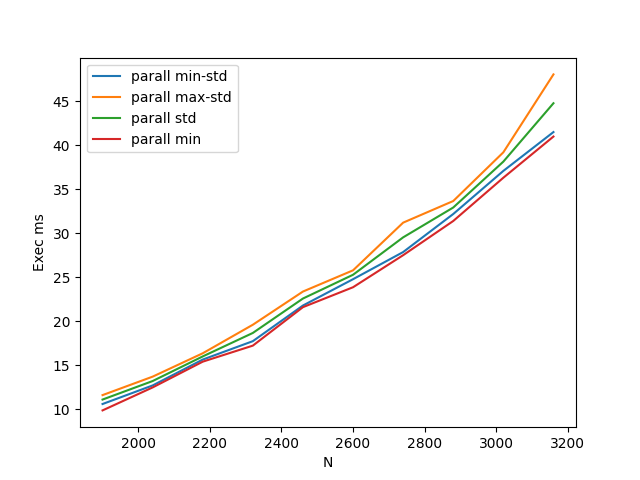 parall min-std
parall max-std
parall std
parall min
45
40
35
30
25
20
15
10
Exec ms
2000 2200 2400 2600 2800 3000 3200
N